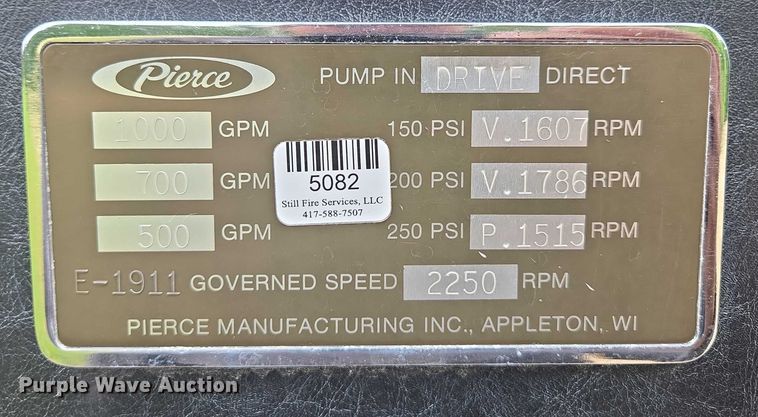 Pierce PUMP IN DRIVE DIRECT
1000 GPM 150 PSI V.1607 RPM
700 GPM 200 PSI V.1786 RPM
500 GPM 250 PSI P.1515 RPM
5082
Still Fire Services, LLC
417-588-7507
E-1911 GOVERNED SPEED 2250 RPM
PIERCE MANUFACTURING INC., APPLETON, WI
Purple Wave Auction